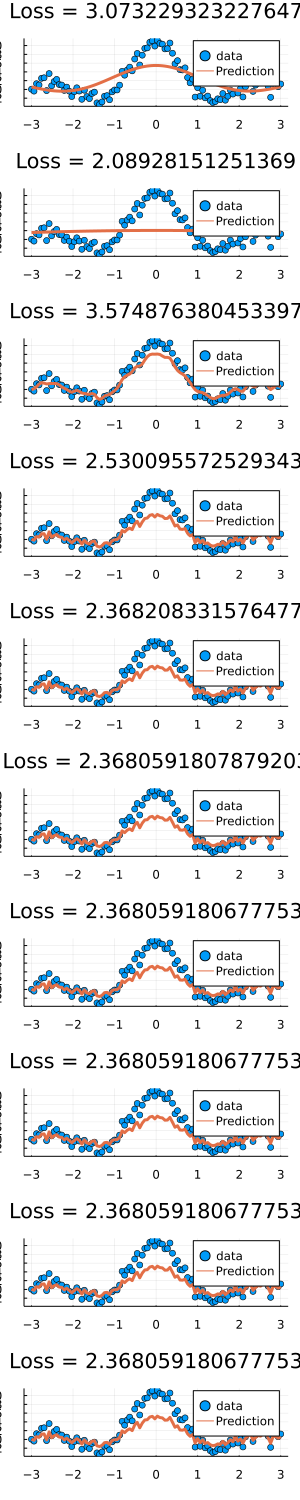 Loss = 3.073229323227647
data
Prediction
−3 −2 −1 0 1 2 3
Loss = 2.08928151251369
data
Prediction
−3 −2 −1 0 1 2 3
Loss = 3.574876380453397
data
Prediction
−3 −2 −1 0 1 2 3
Loss = 2.530095572529343
data
Prediction
−3 −2 −1 0 1 2 3
Loss = 2.368208331576477
data
Prediction
−3 −2 −1 0 1 2 3
Loss = 2.3680591807879203
data
Prediction
−3 −2 −1 0 1 2 3
Loss = 2.368059180677753
data
Prediction
−3 −2 −1 0 1 2 3
Loss = 2.368059180677753
data
Prediction
−3 −2 −1 0 1 2 3
Loss = 2.368059180677753
data
Prediction
−3 −2 −1 0 1 2 3
Loss = 2.368059180677753
data
Prediction
−3 −2 −1 0 1 2 3